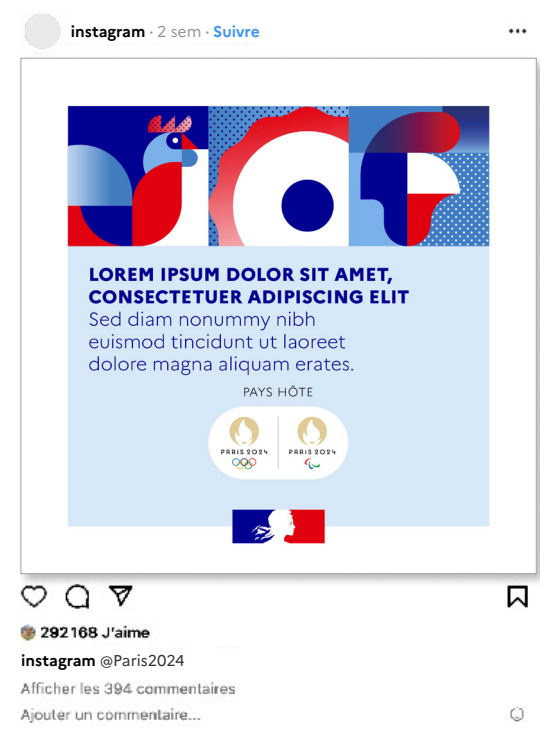 instagram · 2 sem · Suivre
LOREM IPSUM DOLOR SIT AMET,
CONSECTETUER ADIPISCING ELIT
Sed diam nonummy nibh
euismod tincidunt ut laoreet
dolore magna aliquam erates.
PAYS HÔTE
PARIS 2024 PARIS 2024
292 168 J'aime
instagram @Paris2024
Afficher les 394 commentaires
Ajouter un commentaire...